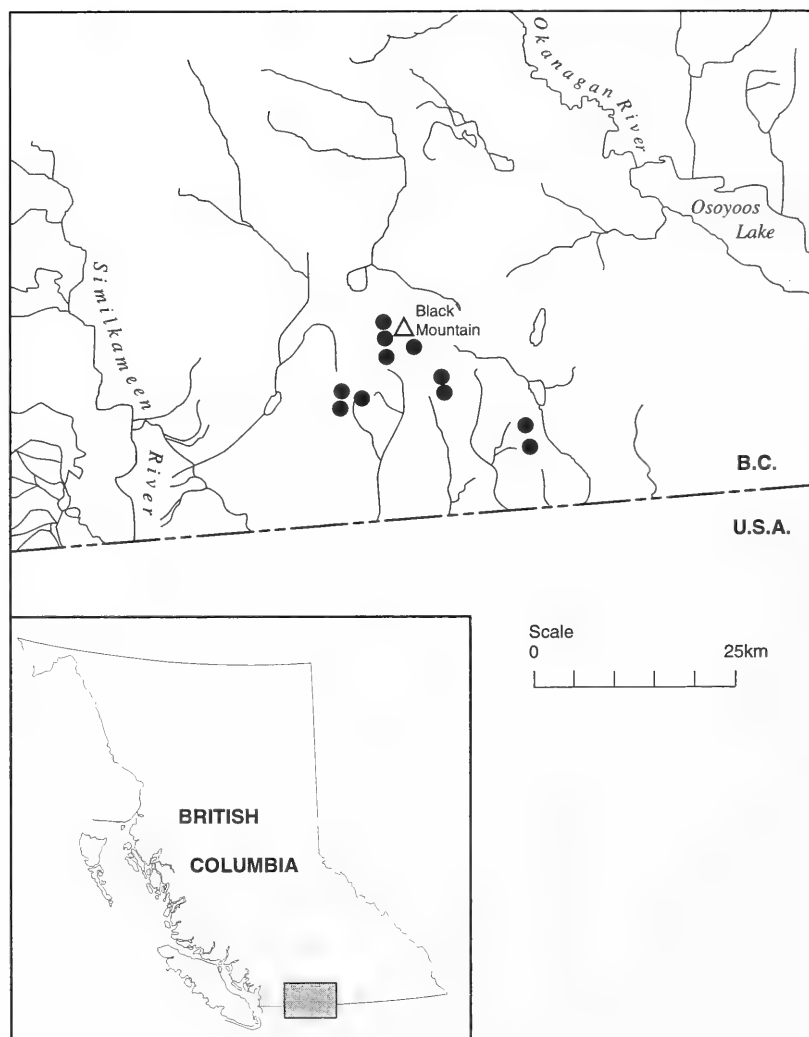 Okanagan River
Osoyoos
Lake
Similkameen
River
Black
Mountain
B.C.
U.S.A.
Scale
0 25km
BRITISH
COLUMBIA